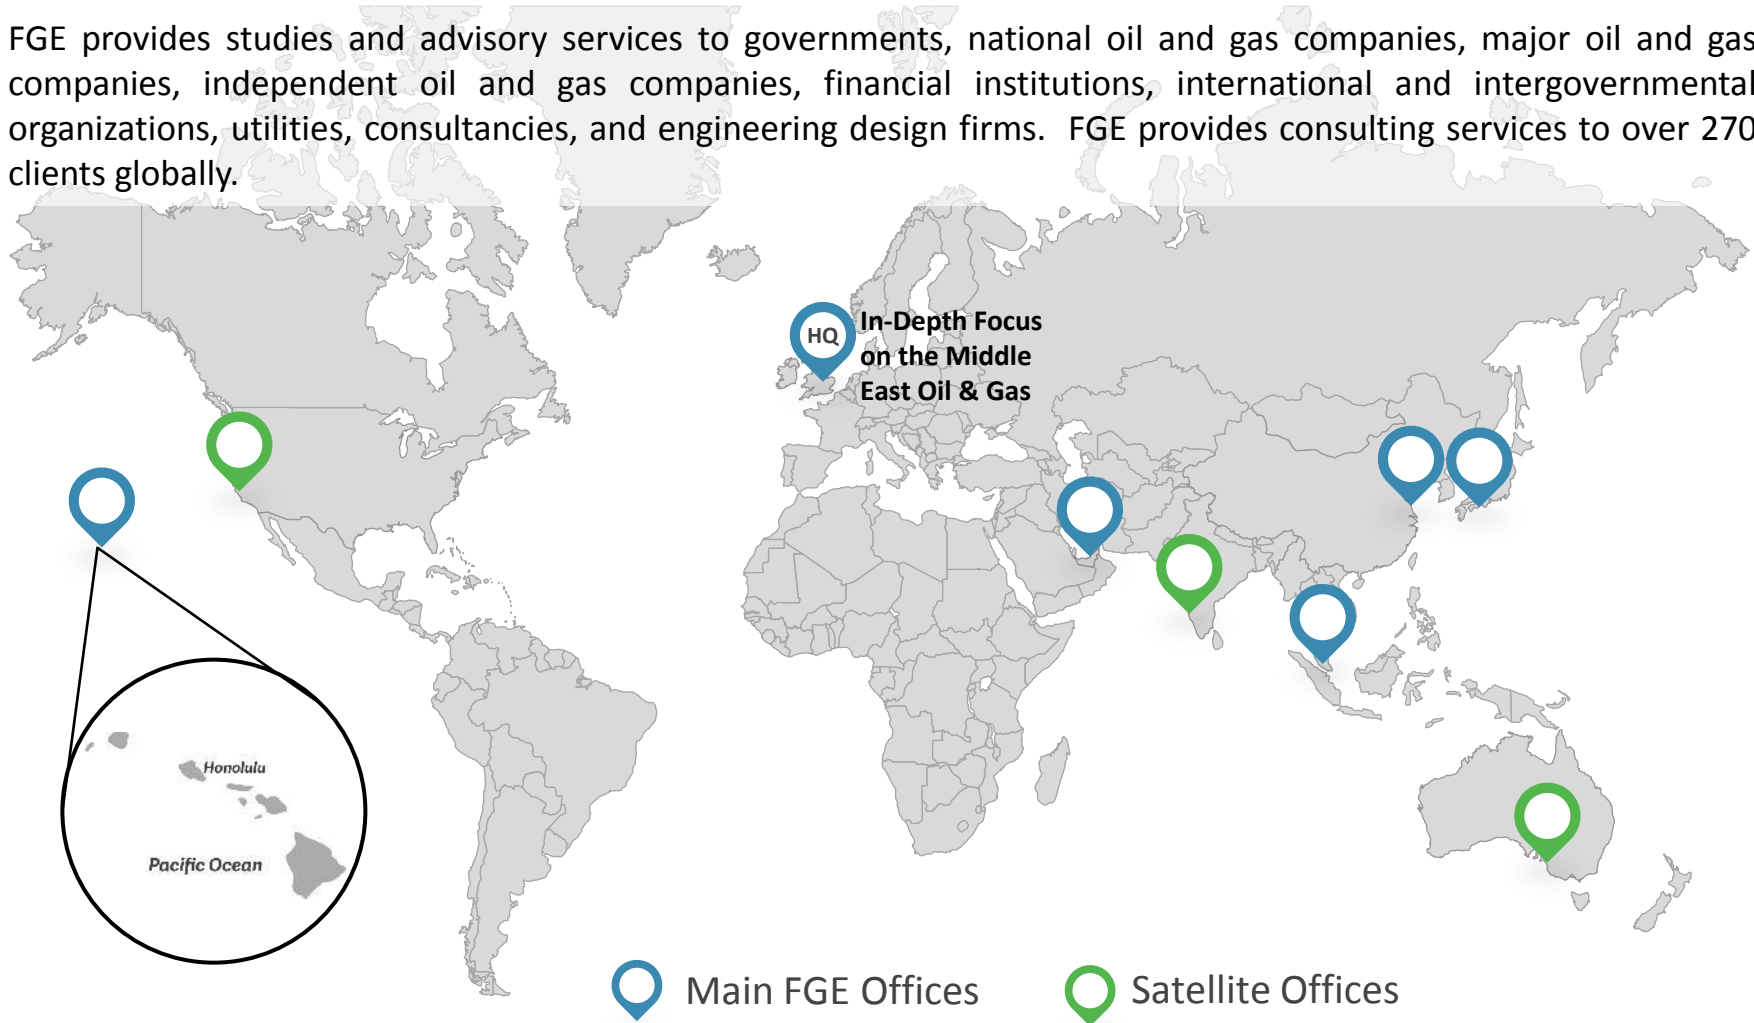 FGE provides studies and advisory services to governments, national oil and gas companies, major oil and gas
companies, independent oil and gas companies, financial institutions, international and intergovernmental
organizations, utilities, consultancies, and engineering design firms.  FGE provides consulting services to over 270
clients globally.
HQ
In-Depth Focus
on the Middle
East Oil & Gas
Honolulu
Pacific Ocean
Main FGE Offices
Satellite Offices